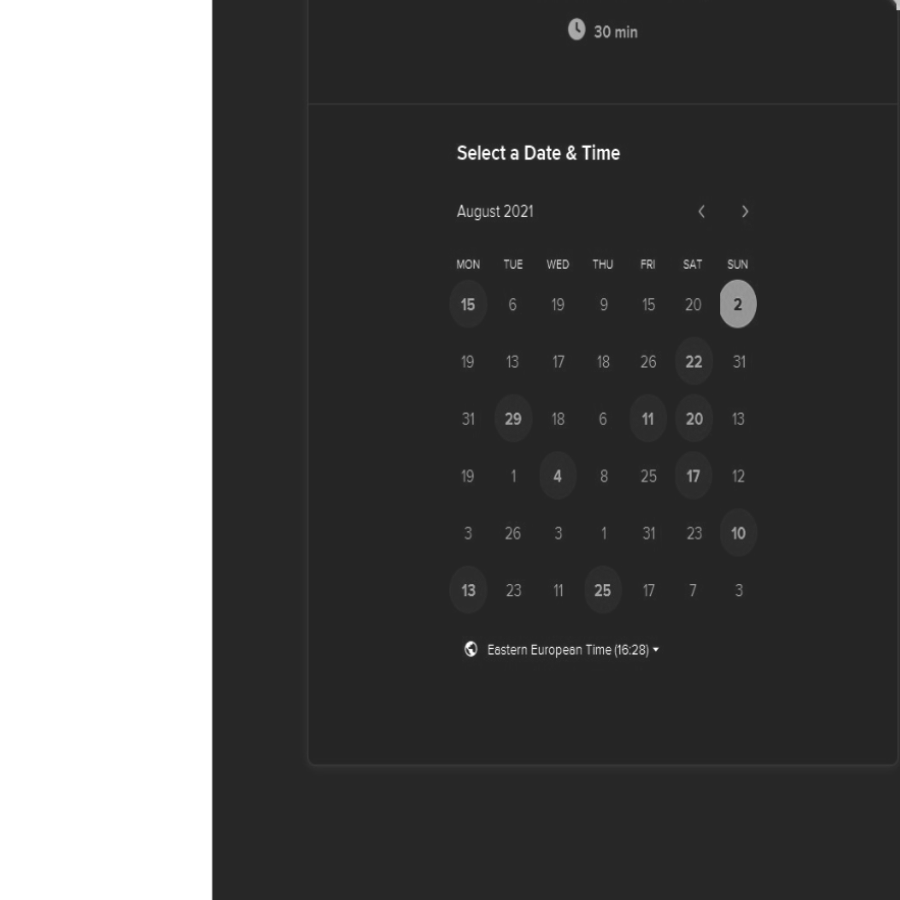 30 min
Select a Date & Time
August 2021
MON TUE WED THU FRI SAT SUN
15 6 19 9 15 20 2
19 13 17 18 26 22 31
31 29 18 6 11 20 13
19 1 4 8 25 17 12
3 26 3 1 31 23 10
13 23 11 25 17 7 3
Eastern European Time (16:28)